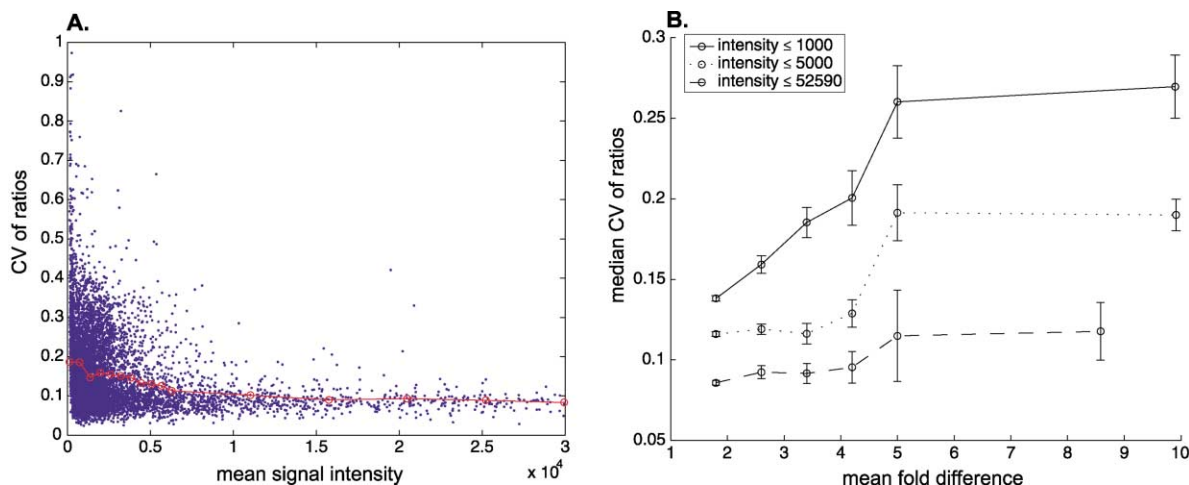 A.
1
0.9
0.8
0.7
0.6
0.5
0.4
0.3
0.2
0.1
0
CV of ratios
0 0.5 1 1.5 2 2.5 3
x 10⁴
mean signal intensity
B.
0.3
0.25
0.2
0.15
0.1
0.05
median CV of ratios
intensity ≤ 1000
intensity ≤ 5000
intensity ≤ 52590
1 2 3 4 5 6 7 8 9 10
mean fold difference